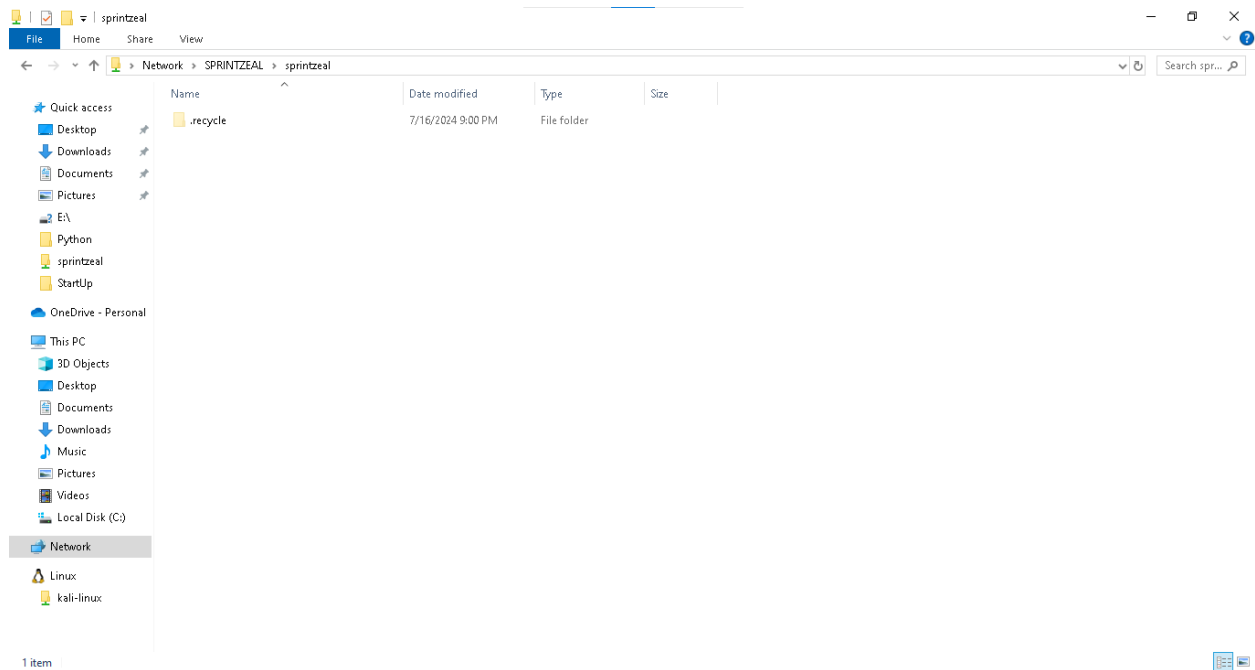 sprintzeal
File Home Share View
Network > SPRINTZEAL > sprintzeal
Search spr...
Name Date modified Type Size
.recycle 7/16/2024 9:00 PM File folder
Quick access
Desktop
Downloads
Documents
Pictures
E:\
Python
sprintzeal
StartUp
OneDrive - Personal
This PC
3D Objects
Desktop
Documents
Downloads
Music
Pictures
Videos
Local Disk (C:)
Network
Linux
kali-linux
1 item